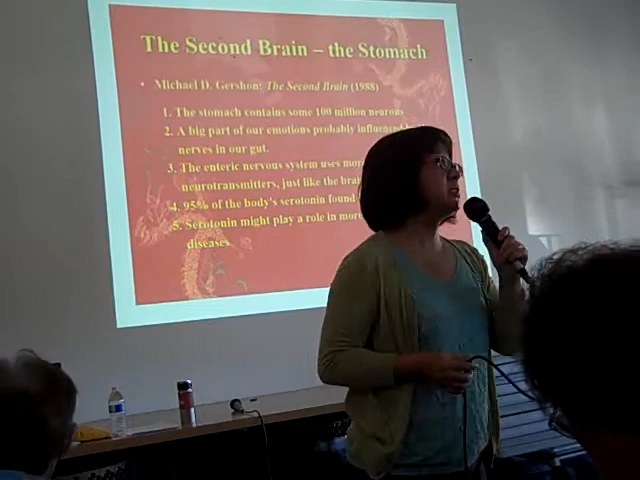 The Second Brain – the Stomach
• Michael D. Gershon: The Second Brain (1988)
1. The stomach contains some 100 million neurons
2. A big part of our emotions probably influenced
nerves in our gut.
3. The enteric nervous system uses more
neurotransmitters, just like the brai
4. 95% of the body's serotonin found
5. Serotonin might play a role in more
diseases